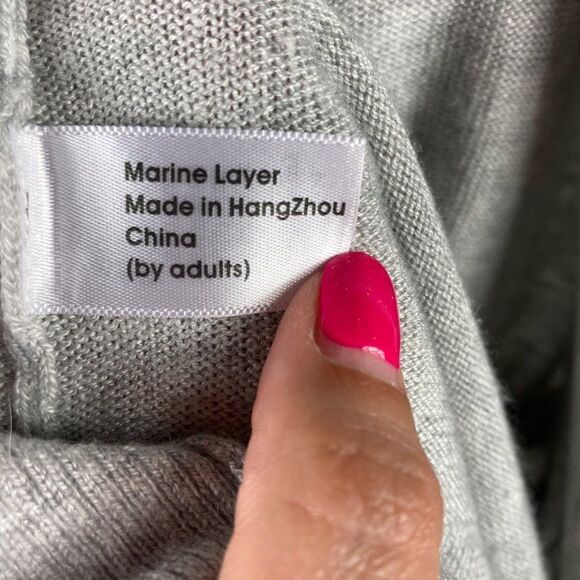 Marine Layer
Made in HangZhou
China
(by adults)